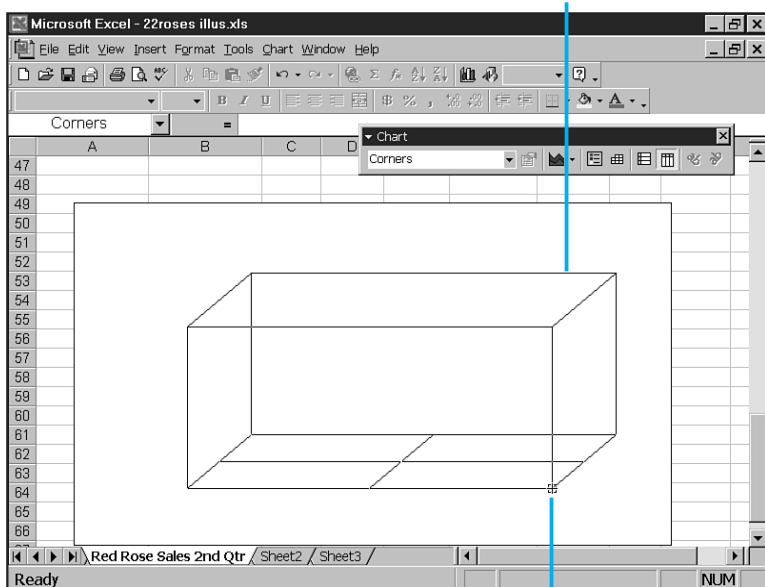 Microsoft Excel - 22roses illus.xls
File Edit View Insert Format Tools Chart Window Help
B I U $ % ,
Corners =
Chart
Corners
A B C D
47
48
49
50
51
52
53
54
55
56
57
58
59
60
61
62
63
64
65
66
Red Rose Sales 2nd Qtr Sheet2 Sheet3
Ready NUM